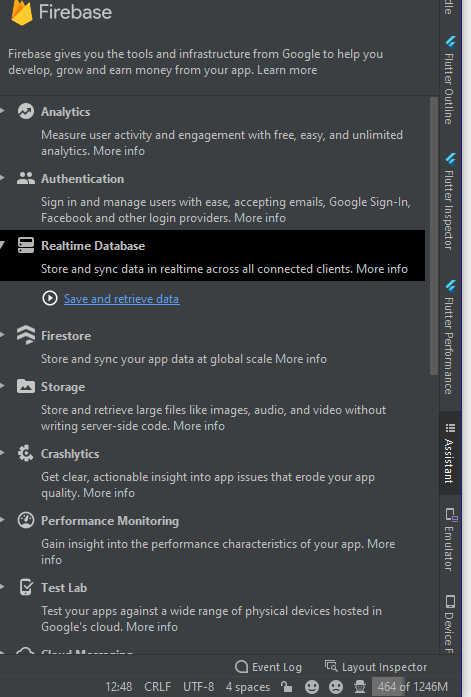 Firebase
Firebase gives you the tools and infrastructure from Google to help you
develop, grow and earn money from your app. Learn more
Analytics
Measure user activity and engagement with free, easy, and unlimited
analytics. More info
Authentication
Sign in and manage users with ease, accepting emails, Google Sign-In,
Facebook and other login providers. More info
Realtime Database
Store and sync data in realtime across all connected clients. More info
Save and retrieve data
Firestore
Store and sync your app data at global scale More info
Storage
Store and retrieve large files like images, audio, and video without
writing server-side code. More info
Crashlytics
Get clear, actionable insight into app issues that erode your app
quality. More info
Performance Monitoring
Gain insight into the performance characteristics of your app. More
info
Test Lab
Test your apps against a wide range of physical devices hosted in
Google's cloud. More info
Cloud Messaging
Event Log
Layout Inspector
12:48 CRLF UTF-8 4 spaces 464 of 1246M
dle
Flutter Outline
Flutter Inspector
Flutter Performance
Assistant
Emulator
Device F